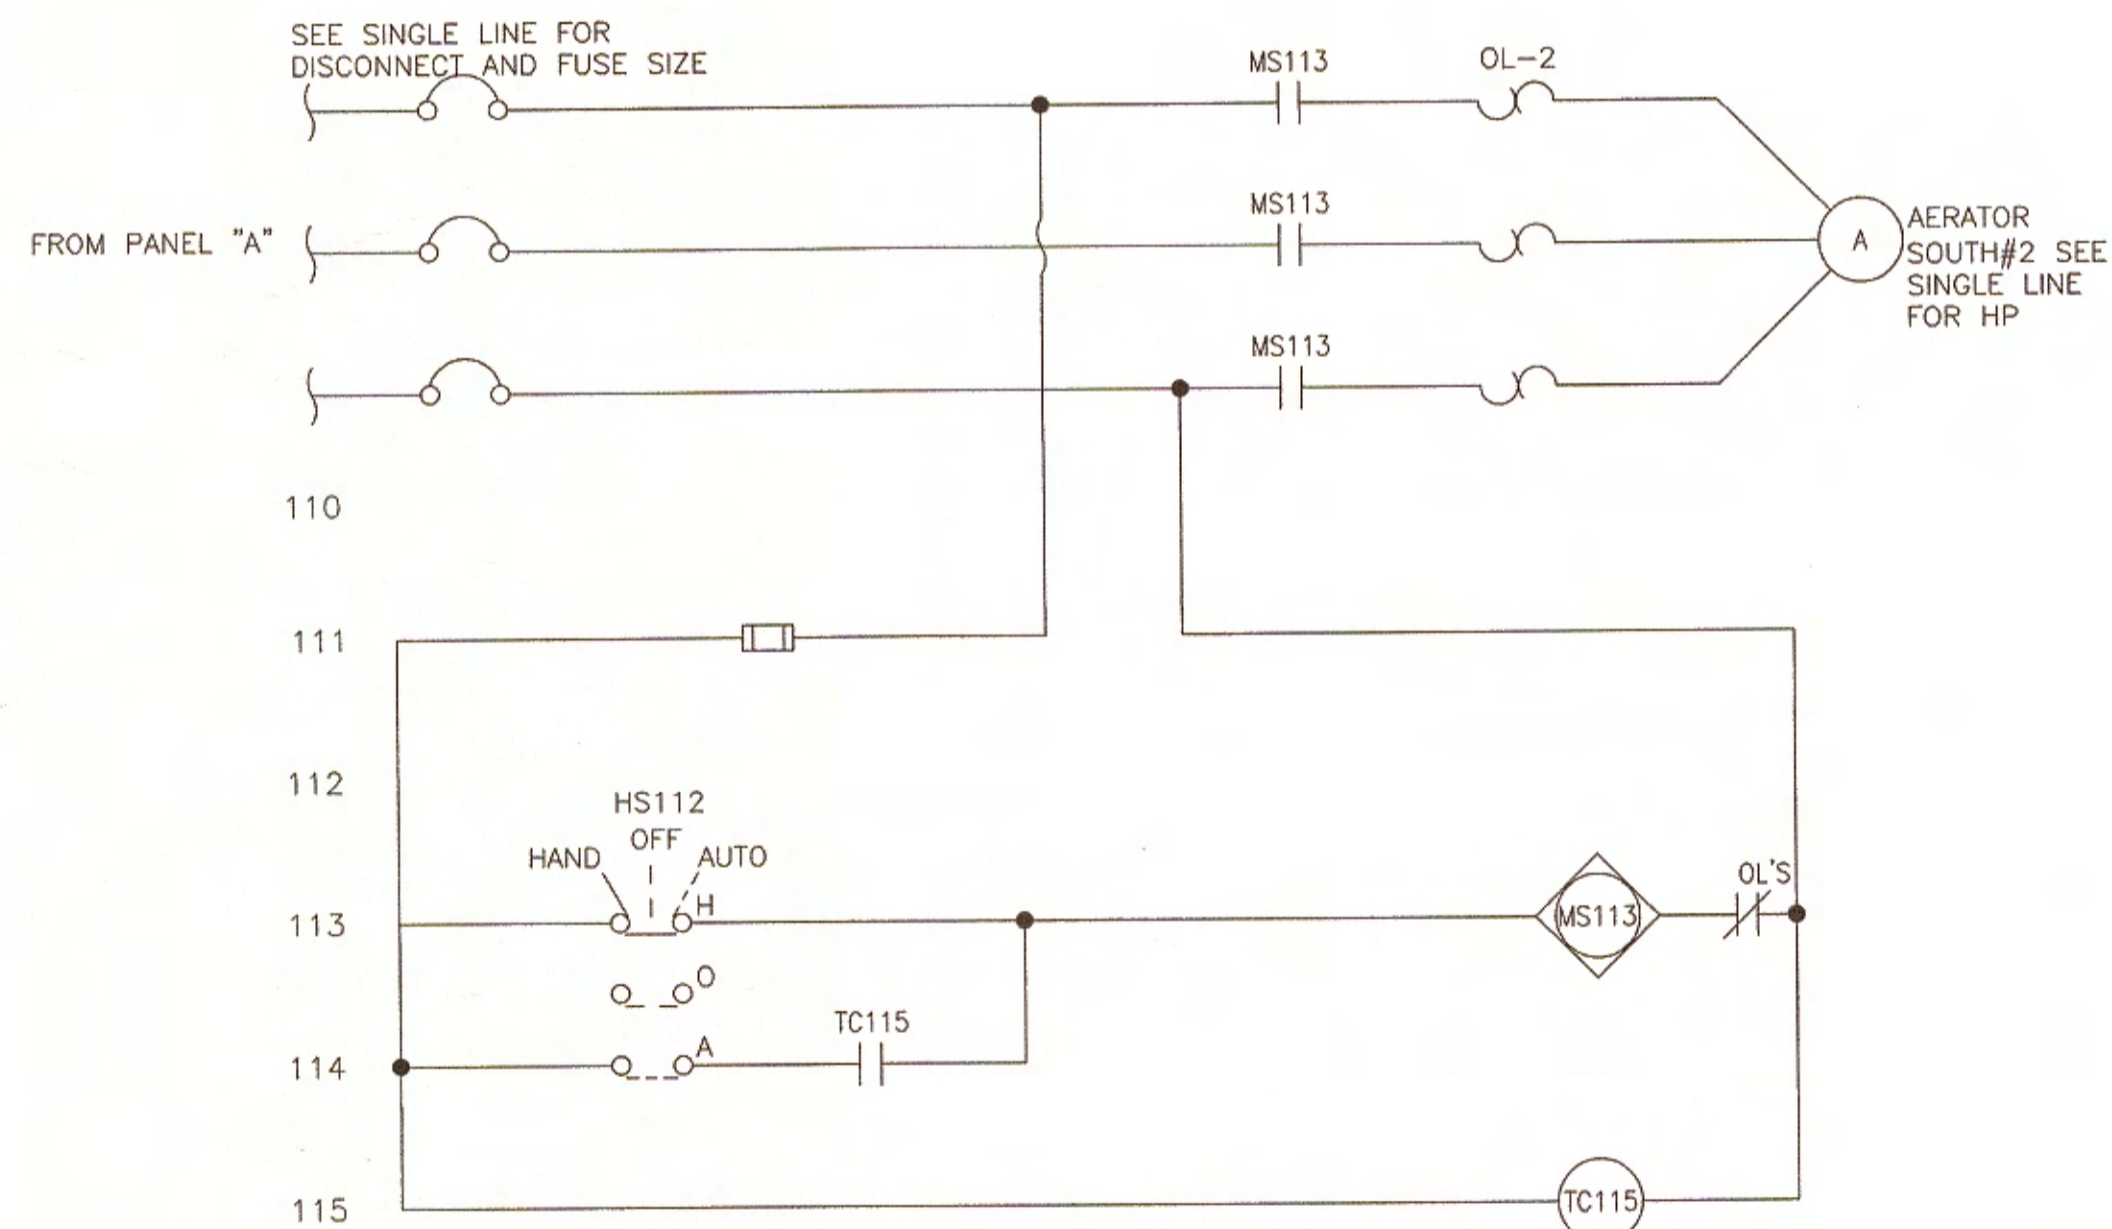 SEE SINGLE LINE FOR
DISCONNECT AND FUSE SIZE
MS113
OL-2
FROM PANEL "A"
MS113
A
AERATOR
SOUTH#2 SEE
SINGLE LINE
FOR HP
MS113
110
111
112
HS112
OFF
HAND
AUTO
113
H
MS113
OL'S
O
114
A
TC115
115
TC115